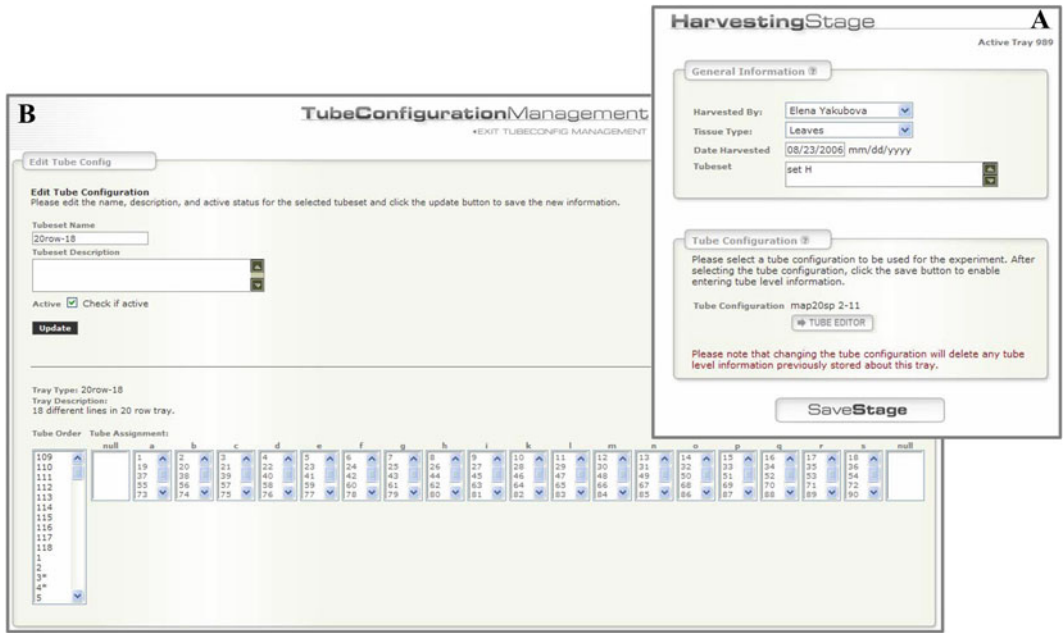 A
HarvestingStage
Active Tray 989
General Information ?
Harvested By: Elena Yakubova
Tissue Type: Leaves
Date Harvested 08/23/2006 mm/dd/yyyy
Tubeset set H
Tube Configuration ?
Please select a tube configuration to be used for the experiment. After
selecting the tube configuration, click the save button to enable
entering tube level information.
Tube Configuration map20sp 2-11
TUBE EDITOR
Please note that changing the tube configuration will delete any tube
level information previously stored about this tray.
SaveStage
B
TubeConfigurationManagement
EXIT TUBECONFIG MANAGEMENT
Edit Tube Config
Edit Tube Configuration
Please edit the name, description, and active status for the selected tubeset and click the update button to save the new information.
Tubeset Name
20row-18
Tubeset Description
Active Check if active
Update
Tray Type: 20row-18
Tray Description:
18 different lines in 20 row tray.
Tube Order Tube Assignment:
null a b c d e f g h i k l m n o p q r s null
109 1 2 3 4 5 6 7 8 9 10 11 12 13 14 15 16 17 18
110 19 20 21 22 23 24 25 26 27 28 29 30 31 32 33 34 35 36
111 37 38 39 40 41 42 43 44 45 46 47 48 49 50 51 52 53 54
112 55 56 57 58 59 60 61 62 63 64 65 66 67 68 69 70 71 72
113 73 74 75 76 77 78 79 80 81 82 83 84 85 86 87 88 89 90
114
115
116
117
118
1
2
3*
4*
5